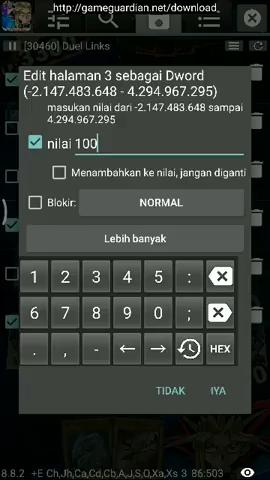 http://gameguardian.net/download
[30460] Duel Links
Edit halaman 3 sebagai Dword
(-2.147.483.648 - 4.294.967.295)
masukan nilai dari -2.147.483.648 sampai
4.294.967.295
nilai 100
Menambahkan ke nilai, jangan diganti
Blokir: NORMAL
Lebih banyak
1 2 3 4 5 :
6 7 8 9 0 ;
. , - ← → HEX
TIDAK IYA
8.8.2 +E Ch,Jh,Ca,Cd,Cb,A,J,S,O,Xa,Xs 3 86:503